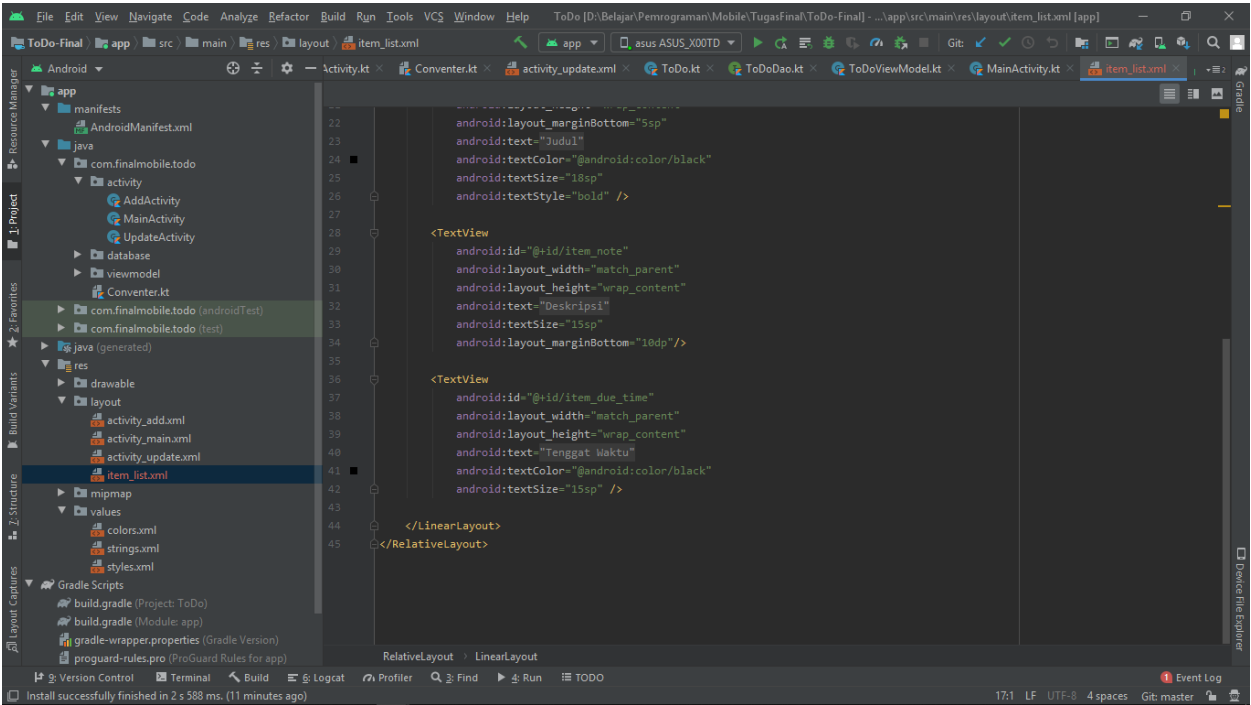 File Edit View Navigate Code Analyze Refactor Build Run Tools VCS Window Help ToDo [D:\Belajar\Pemrograman\Mobile\TugasFinal\ToDo-Final] - ...\app\src\main\res\layout\item_list.xml [app]
ToDo-Final app src main res layout item_list.xml app asus ASUS_X00TD Git:
Android Activity.kt Conventer.kt activity_update.xml ToDo.kt ToDoDao.kt ToDoViewModel.kt MainActivity.kt item_list.xml 2
Resource Manager
1: Project
2: Favorites
Build Variants
7: Structure
Layout Captures
app
manifests
AndroidManifest.xml
java
com.finalmobile.todo
activity
AddActivity
MainActivity
UpdateActivity
database
viewmodel
Conventer.kt
com.finalmobile.todo (androidTest)
com.finalmobile.todo (test)
java (generated)
res
drawable
layout
activity_add.xml
activity_main.xml
activity_update.xml
item_list.xml
mipmap
values
colors.xml
strings.xml
styles.xml
Gradle Scripts
build.gradle (Project: ToDo)
build.gradle (Module: app)
gradle-wrapper.properties (Gradle Version)
proguard-rules.pro (ProGuard Rules for app)
22 android:layout_marginBottom="5sp"
23 android:text="Judul"
24 android:textColor="@android:color/black"
25 android:textSize="18sp"
26 android:textStyle="bold" />
27
28 <TextView
29 android:id="@+id/item_note"
30 android:layout_width="match_parent"
31 android:layout_height="wrap_content"
32 android:text="Deskripsi"
33 android:textSize="15sp"
34 android:layout_marginBottom="10dp"/>
35
36 <TextView
37 android:id="@+id/item_due_time"
38 android:layout_width="match_parent"
39 android:layout_height="wrap_content"
40 android:text="Tenggat Waktu"
41 android:textColor="@android:color/black"
42 android:textSize="15sp" />
43
44 </LinearLayout>
45 </RelativeLayout>
RelativeLayout > LinearLayout
Gradle
Device File Explorer
9: Version Control Terminal Build 6: Logcat Profiler 3: Find 4: Run TODO 1 Event Log
Install successfully finished in 2 s 588 ms. (11 minutes ago) 17:1 LF UTF-8 4 spaces Git: master